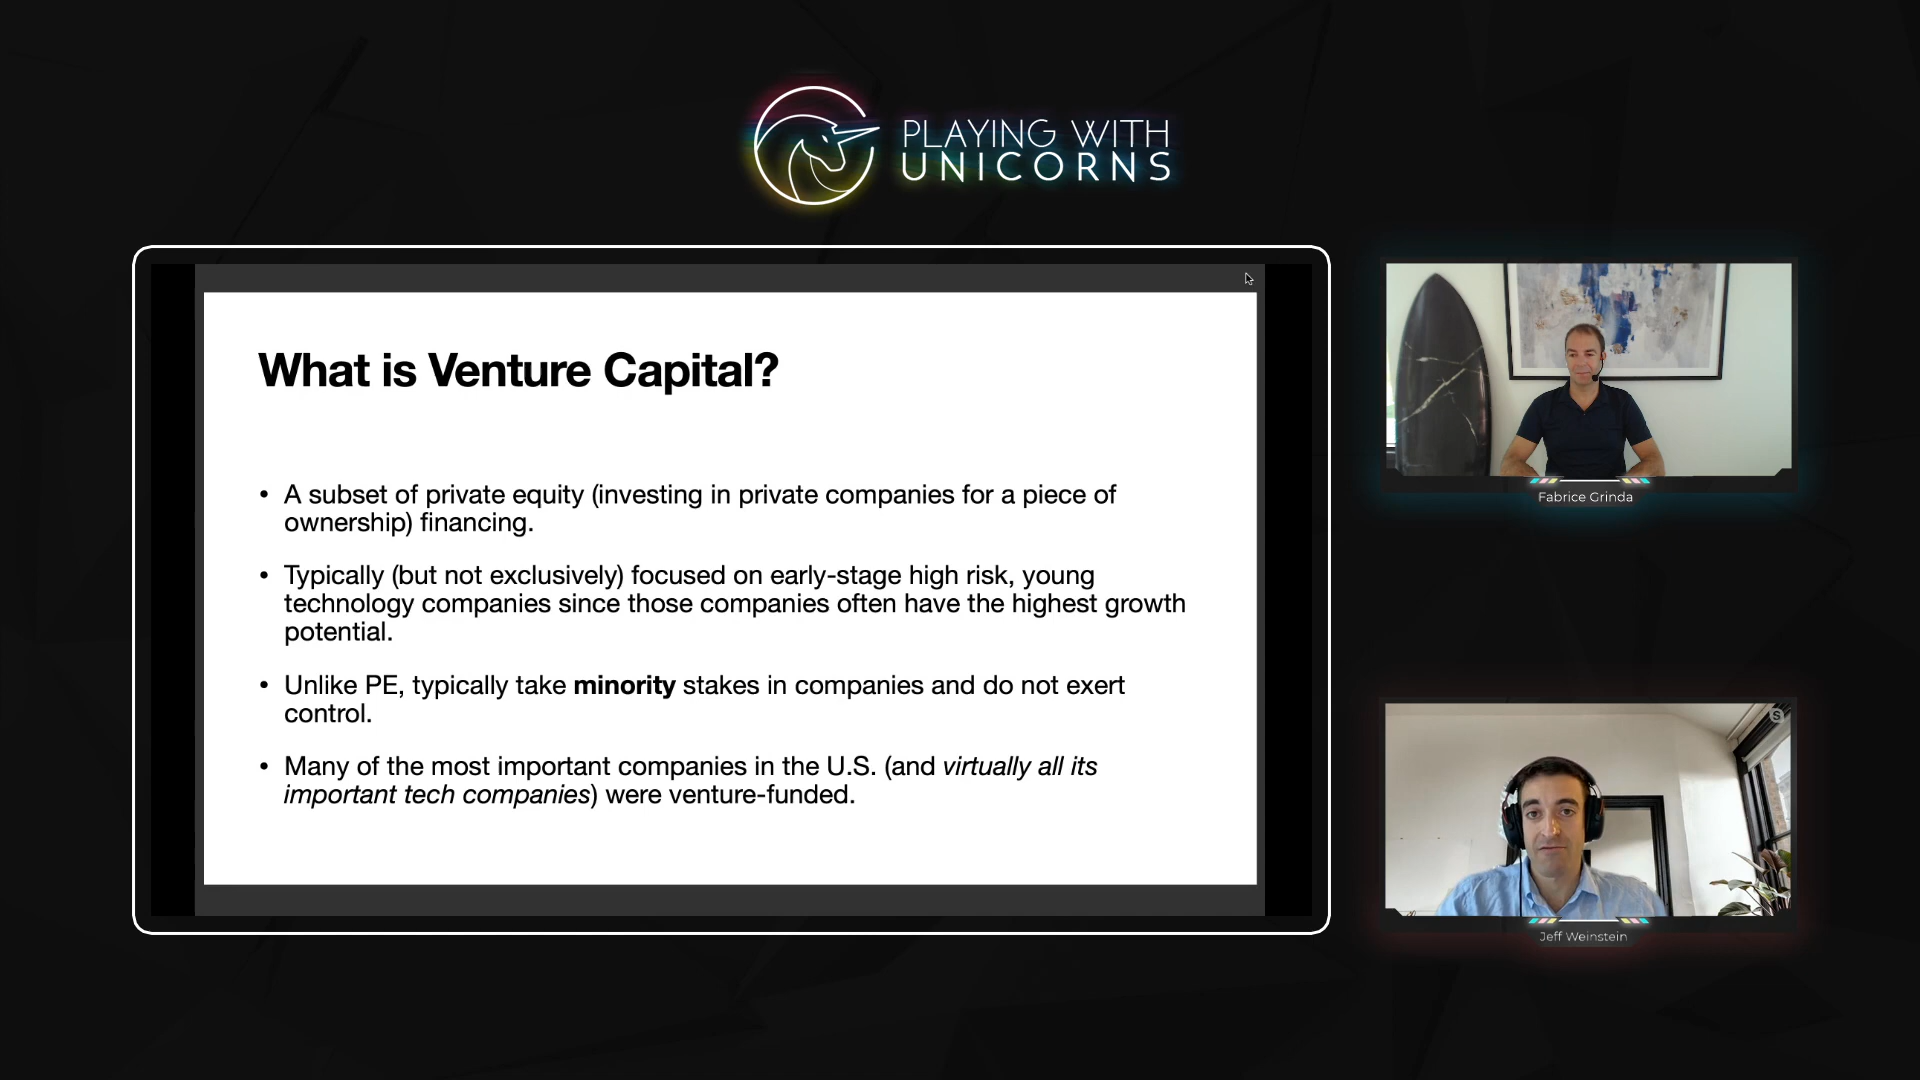 PLAYING WITH
UNICORNS
What is Venture Capital?
• A subset of private equity (investing in private companies for a piece of
ownership) financing.
• Typically (but not exclusively) focused on early-stage high risk, young
technology companies since those companies often have the highest growth
potential.
• Unlike PE, typically take minority stakes in companies and do not exert
control.
• Many of the most important companies in the U.S. (and virtually all its
important tech companies) were venture-funded.
Fabrice Grinda
S
Jeff Weinstein